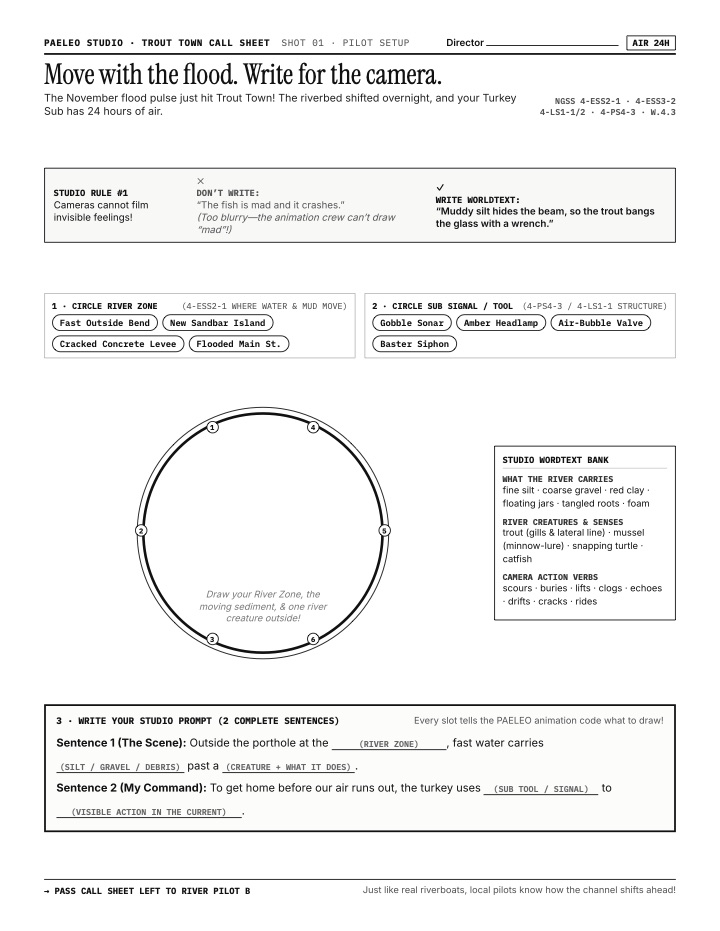 PAELEO STUDIO · TROUT TOWN CALL SHEET SHOT 01 · PILOT SETUP Director AIR 24H
Move with the flood. Write for the camera.
The November flood pulse just hit Trout Town! The riverbed shifted overnight, and your Turkey
Sub has 24 hours of air.
NGSS 4-ESS2-1 · 4-ESS3-2
4-LS1-1/2 · 4-PS4-3 · W.4.3
STUDIO RULE #1
Cameras cannot film
invisible feelings!
✕
DON’T WRITE:
“The fish is mad and it crashes.”
(Too blurry—the animation crew can’t draw
“mad”!)
✓
WRITE WORLDTEXT:
“Muddy silt hides the beam, so the trout bangs
the glass with a wrench.”
1 · CIRCLE RIVER ZONE (4-ESS2-1 WHERE WATER & MUD MOVE)
Fast Outside Bend New Sandbar Island
Cracked Concrete Levee Flooded Main St.
2 · CIRCLE SUB SIGNAL / TOOL (4-PS4-3 / 4-LS1-1 STRUCTURE)
Gobble Sonar Amber Headlamp Air-Bubble Valve
Baster Siphon
1 4
2 5
Draw your River Zone, the
moving sediment, & one river
creature outside!
3 6
STUDIO WORDTEXT BANK
WHAT THE RIVER CARRIES
fine silt · coarse gravel · red clay ·
floating jars · tangled roots · foam
RIVER CREATURES & SENSES
trout (gills & lateral line) · mussel
(minnow-lure) · snapping turtle ·
catfish
CAMERA ACTION VERBS
scours · buries · lifts · clogs · echoes
· drifts · cracks · rides
3 · WRITE YOUR STUDIO PROMPT (2 COMPLETE SENTENCES) Every slot tells the PAELEO animation code what to draw!
Sentence 1 (The Scene): Outside the porthole at the (RIVER ZONE), fast water carries
(SILT / GRAVEL / DEBRIS) past a (CREATURE + WHAT IT DOES).
Sentence 2 (My Command): To get home before our air runs out, the turkey uses (SUB TOOL / SIGNAL) to
(VISIBLE ACTION IN THE CURRENT).
→ PASS CALL SHEET LEFT TO RIVER PILOT B Just like real riverboats, local pilots know how the channel shifts ahead!